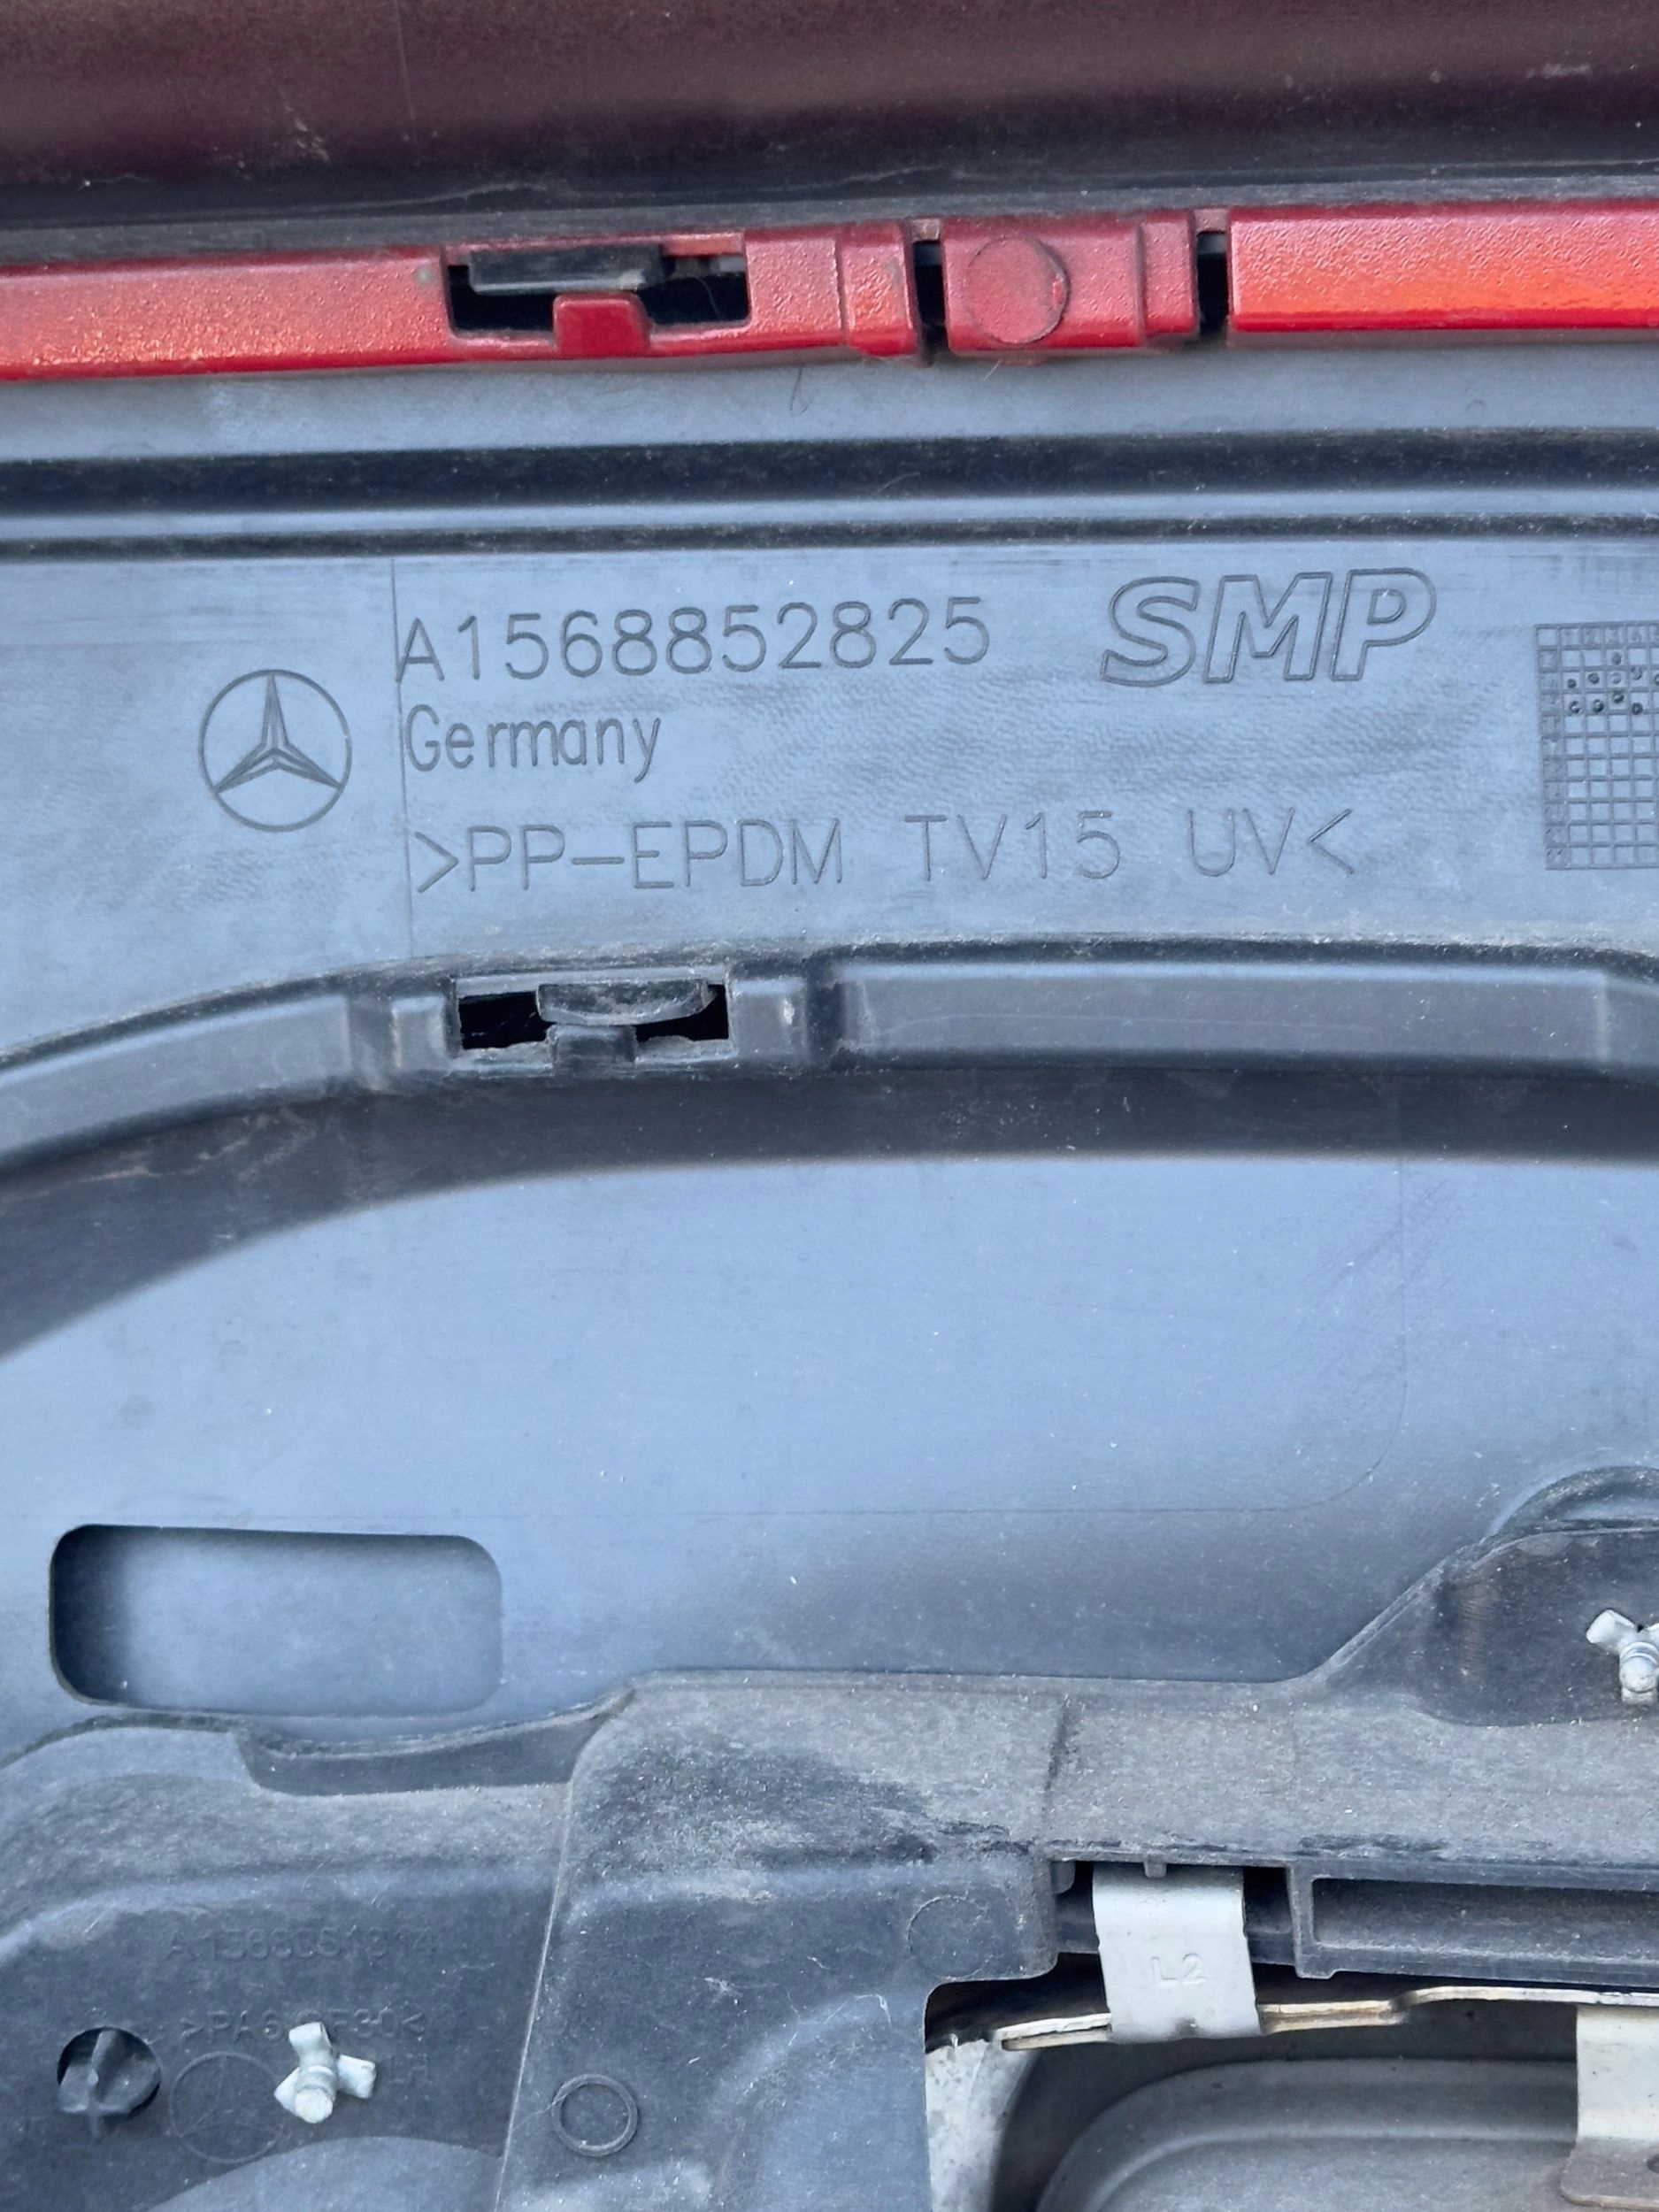 A1568852825
SMP
Germany
>PP-EPDM TV15 UV<
L2